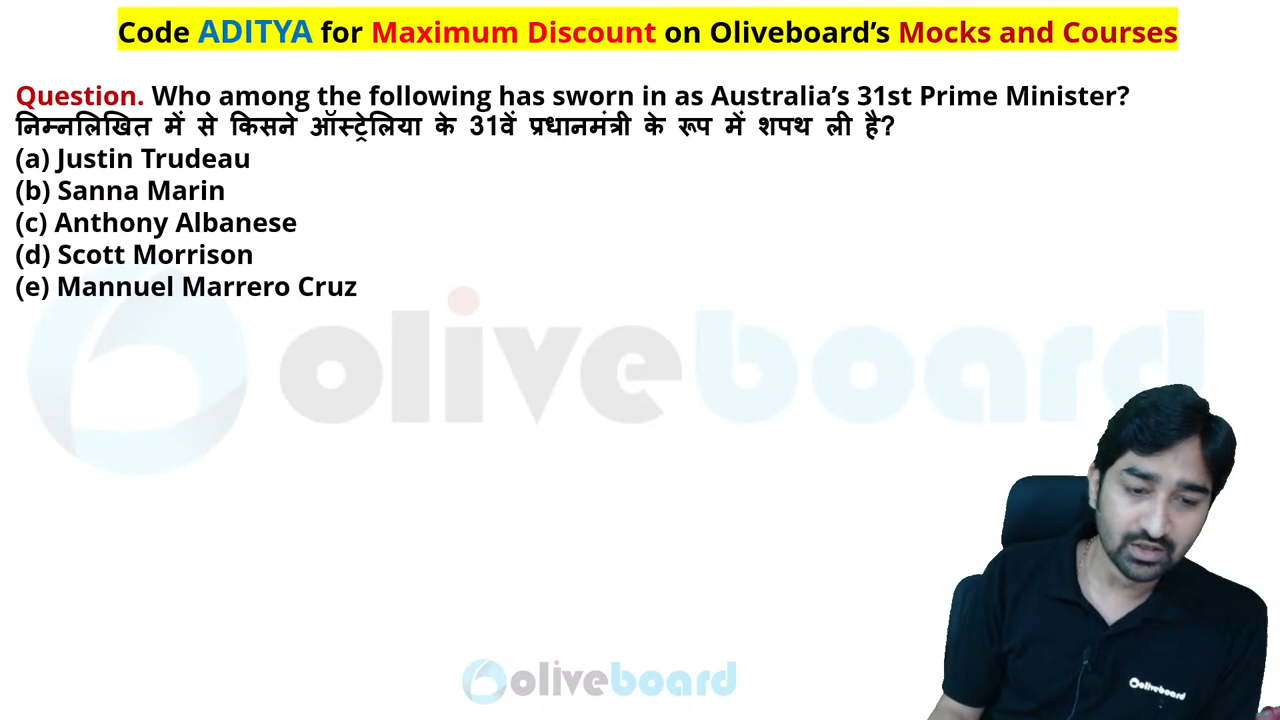 Code ADITYA for Maximum Discount on Oliveboard’s Mocks and Courses
Question. Who among the following has sworn in as Australia’s 31st Prime Minister?
निम्नलिखित में से किसने ऑस्ट्रेलिया के 31वें प्रधानमंत्री के रूप में शपथ ली है?
(a) Justin Trudeau
(b) Sanna Marin
(c) Anthony Albanese
(d) Scott Morrison
(e) Mannuel Marrero Cruz
oliveboard
oliveboard
Oliveboard